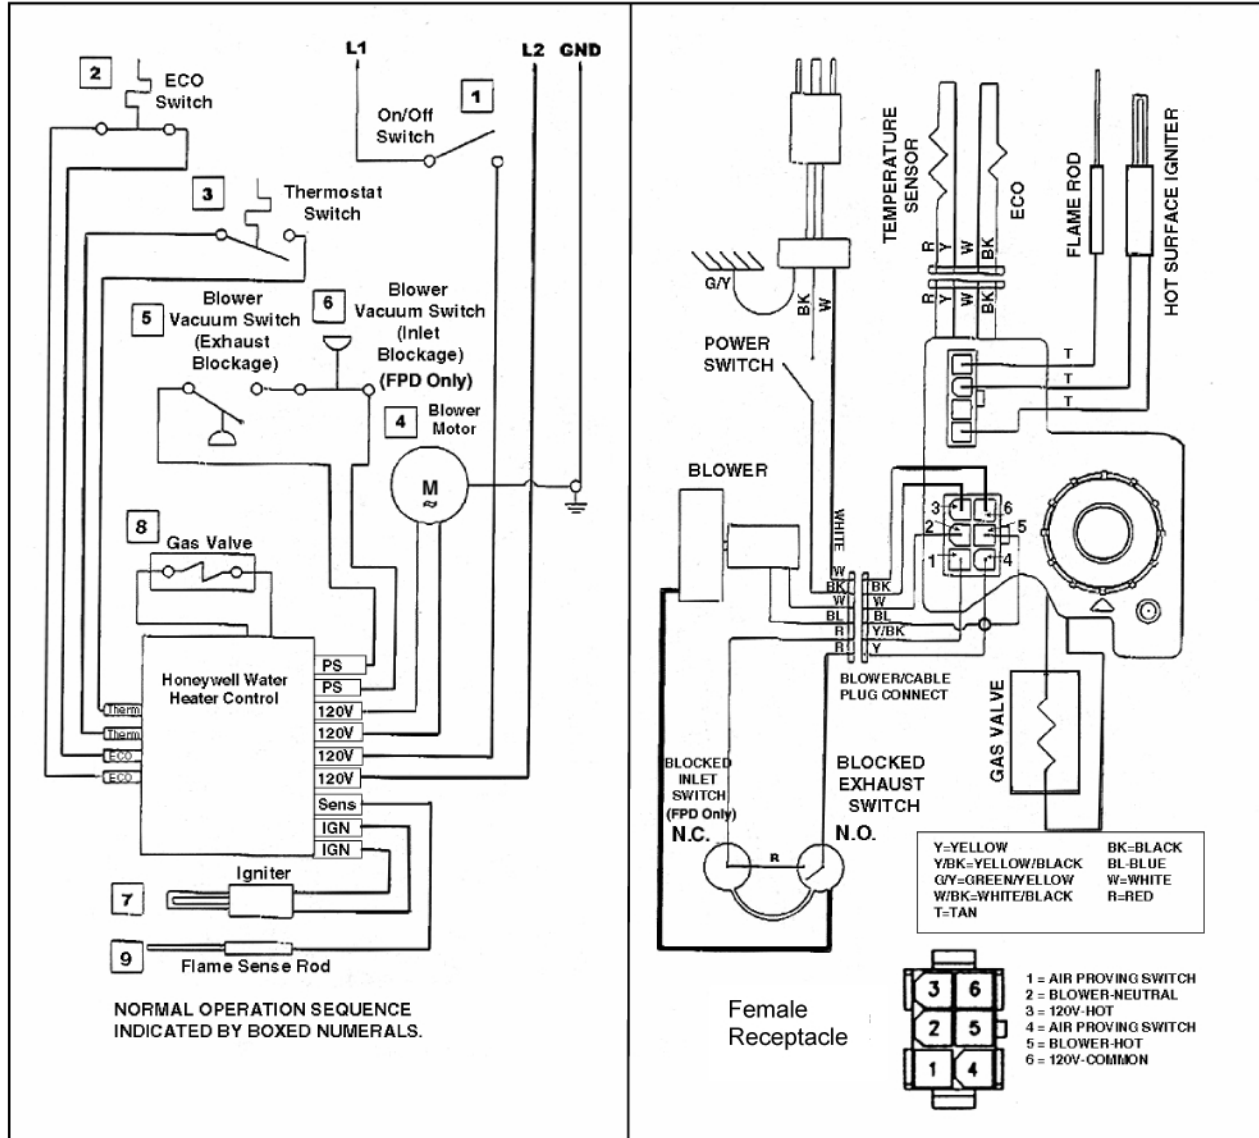 L1
L2 GND
2
ECO
Switch
1
On/Off
Switch
3
Thermostat
Switch
5
Blower
Vacuum Switch
(Exhaust
Blockage)
6
Blower
Vacuum Switch
(Inlet
Blockage)
(FPD Only)
4
Blower
Motor
M
~
8
Gas Valve
Honeywell Water
Heater Control
Therm
Therm
ECO
ECO
PS
PS
120V
120V
120V
120V
Sens
IGN
IGN
7
Igniter
9
Flame Sense Rod
NORMAL OPERATION SEQUENCE
INDICATED BY BOXED NUMERALS.
TEMPERATURE
SENSOR
ECO
FLAME ROD
HOT SURFACE IGNITER
R
Y
W
BK
R
Y
W
BK
G/Y
BK
W
POWER
SWITCH
T
T
T
BLOWER
WHITE
3
6
2
5
1
4
W
BK
W
BL
R
R
BK
W
BL
Y/BK
Y
BLOWER/CABLE
PLUG CONNECT
GAS VALVE
BLOCKED
INLET
SWITCH
(FPD Only)
N.C.
BLOCKED
EXHAUST
SWITCH
N.O.
R
Y=YELLOW BK=BLACK
Y/BK=YELLOW/BLACK BL-BLUE
G/Y=GREEN/YELLOW W=WHITE
W/BK=WHITE/BLACK R=RED
T=TAN
Female
Receptacle
3 6
2 5
1 4
1 = AIR PROVING SWITCH
2 = BLOWER-NEUTRAL
3 = 120V-HOT
4 = AIR PROVING SWITCH
5 = BLOWER-HOT
6 = 120V-COMMON